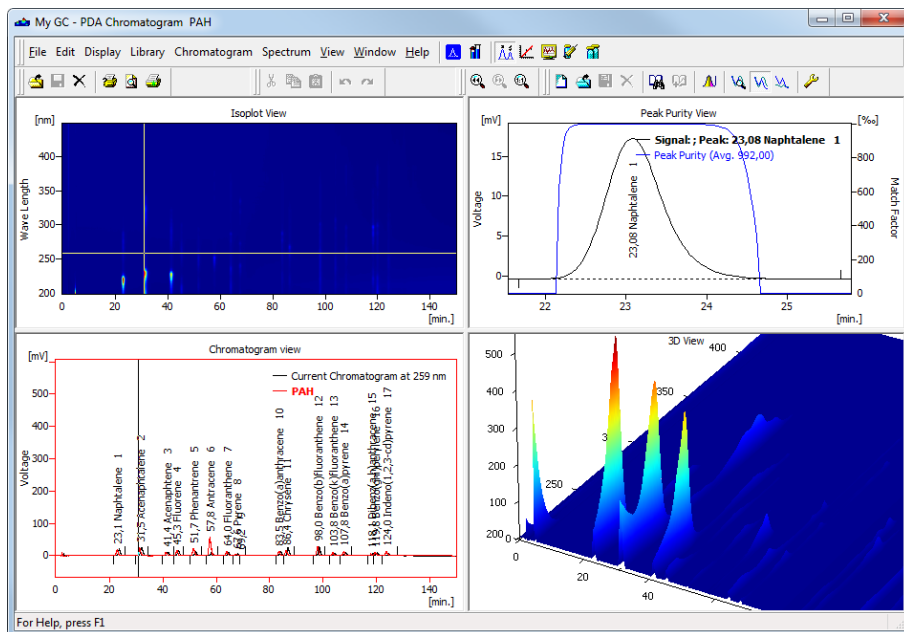 My GC - PDA Chromatogram PAH
File Edit Display Library Chromatogram Spectrum View Window Help
Isoplot View
[nm]
Wave Length
400
350
300
250
200
0 20 40 60 80 100 120 140
[min.]
Peak Purity View
[mV]
[‰]
Signal: ; Peak: 23,08 Naphtalene 1
Peak Purity (Avg. 992,00)
23,08 Naphtalene 1
Voltage
Match Factor
15
10
5
0
800
600
400
200
0
22 23 24 25
[min.]
Chromatogram view
[mV]
Voltage
Current Chromatogram at 259 nm
PAH
500
400
300
200
100
0
23,1 Naphtalene 1
31,5 Acenaphtalene 2
41,4 Acenaphtene 3
45,3 Fluorene 4
51,7 Phenantrene 5
57,8 Antracene 6
64,0 Fluoranthene 7
Pyrene 8
83,5 Benzo(a)anthracene 10
86,4 Chrysene 11
98,0 Benzo(b)fluoranthene 12
103,8 Benzo(k)fluoranthene 13
107,8 Benzo(a)pyrene 14
15
16
124,0 Indeno(1,2,3-cd)pyrene 17
0 20 40 60 80 100 120 140
[min.]
3D View
500
400
300
200
100
200
250
350
400
0
20
40
For Help, press F1